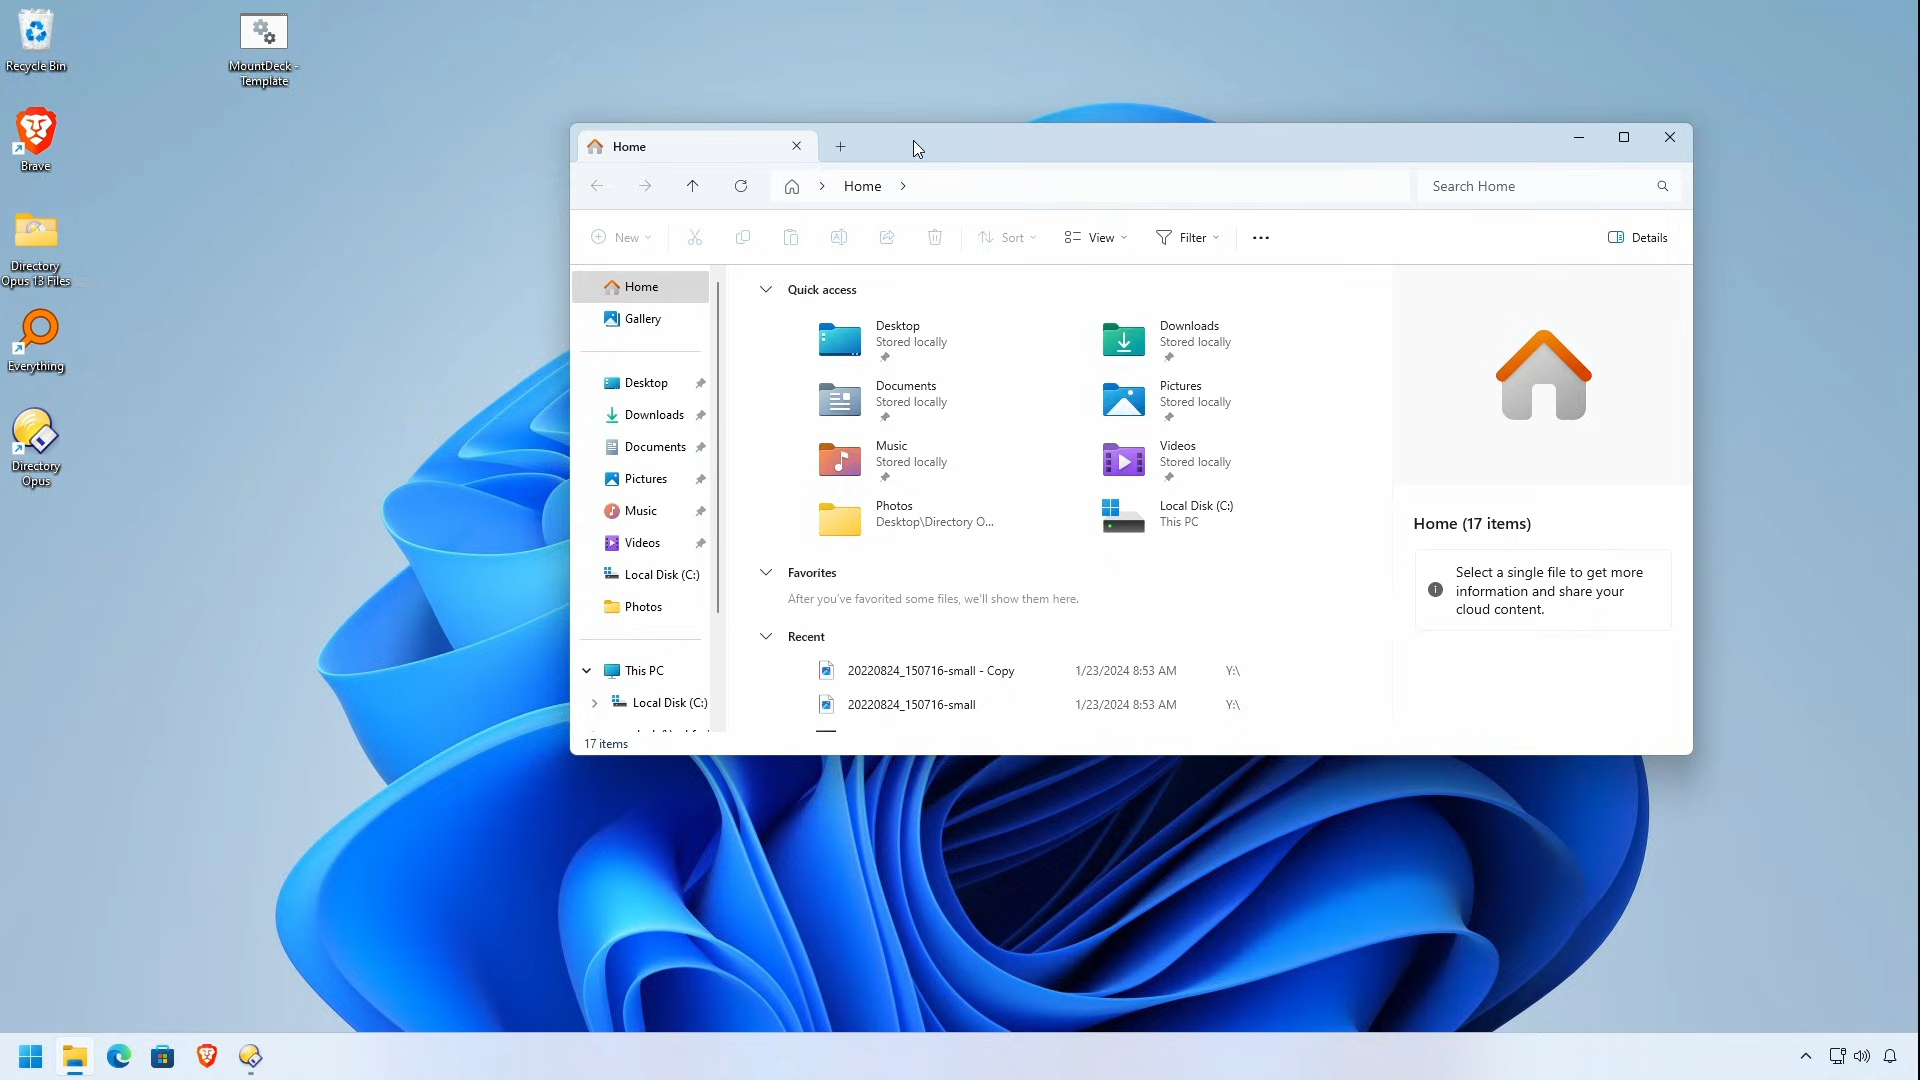 Recycle Bin
MountDeck -
Template
Brave
Directory
Opus 13 Files
Everything
Directory
Opus
Home
Home
Search Home
New
Sort
View
Filter
Details
Home
Gallery
Desktop
Downloads
Documents
Pictures
Music
Videos
Local Disk (C:)
Photos
This PC
Local Disk (C:)
17 items
Quick access
Desktop
Stored locally
Downloads
Stored locally
Documents
Stored locally
Pictures
Stored locally
Music
Stored locally
Videos
Stored locally
Photos
Desktop\Directory O...
Local Disk (C:)
This PC
Favorites
After you've favorited some files, we'll show them here.
Recent
20220824_150716-small - Copy 1/23/2024 8:53 AM Y:\
20220824_150716-small 1/23/2024 8:53 AM Y:\
Home (17 items)
Select a single file to get more
information and share your
cloud content.